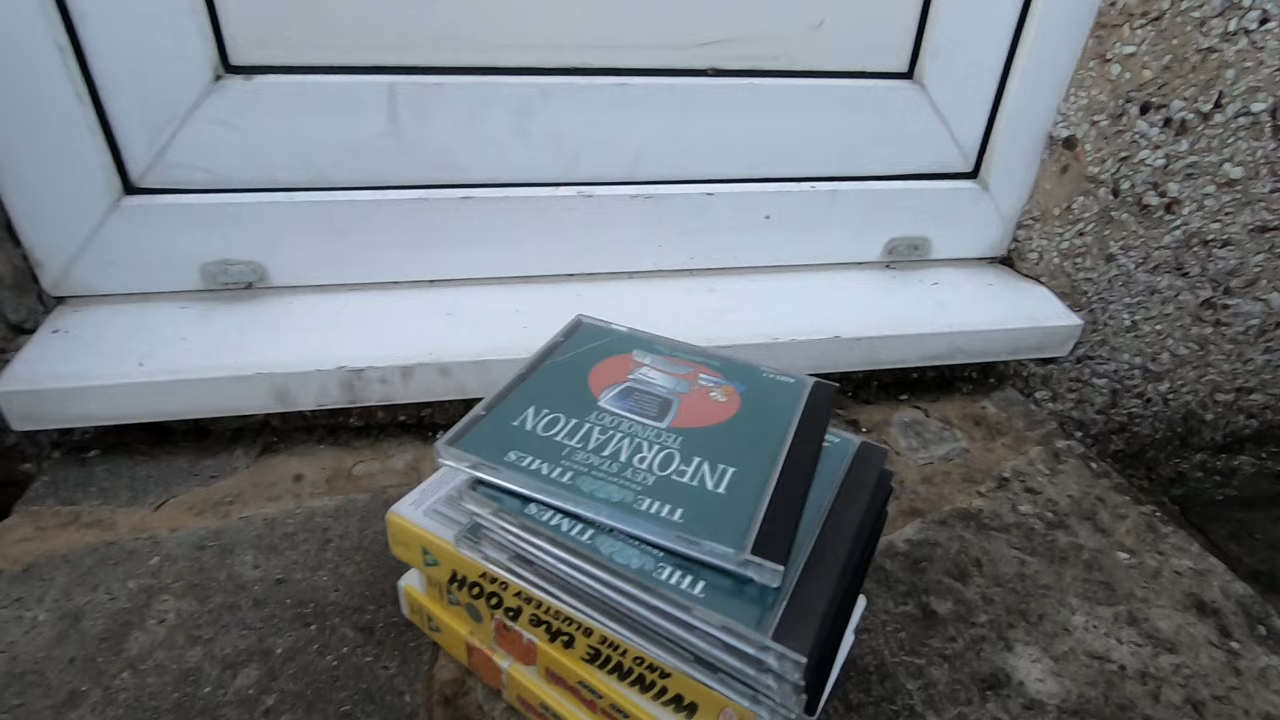 THE TIMES
INFORMATION
TECHNOLOGY
KEY STAGE 1
THE TIMES
WINNIE the POOH
AND THE BLUSTERY DAY